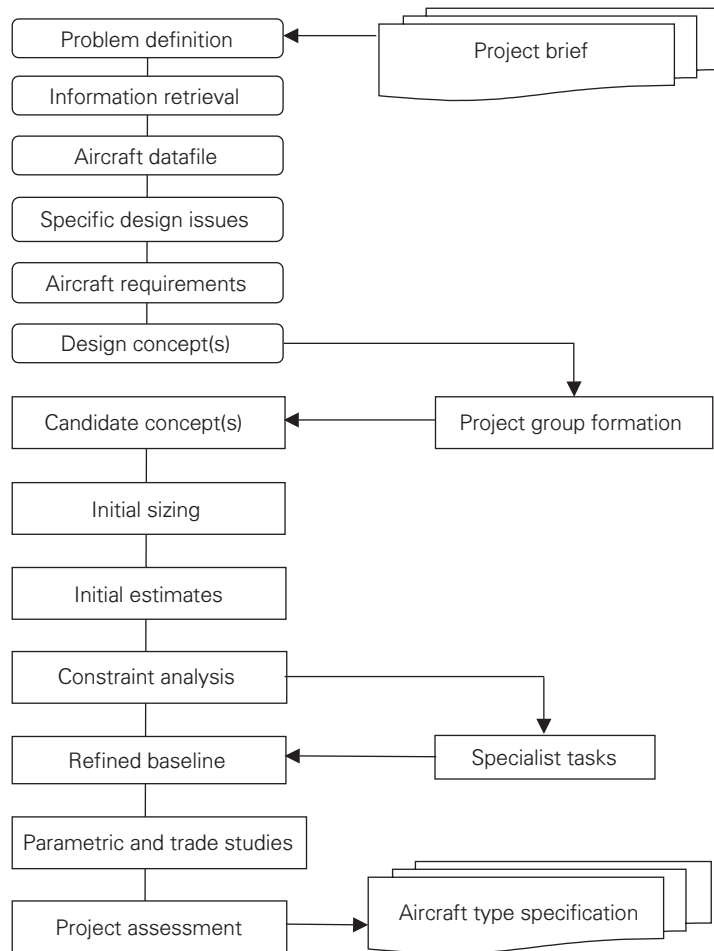 Problem definition
Project brief
Information retrieval
Aircraft datafile
Specific design issues
Aircraft requirements
Design concept(s)
Candidate concept(s)
Project group formation
Initial sizing
Initial estimates
Constraint analysis
Refined baseline
Specialist tasks
Parametric and trade studies
Project assessment
Aircraft type specification